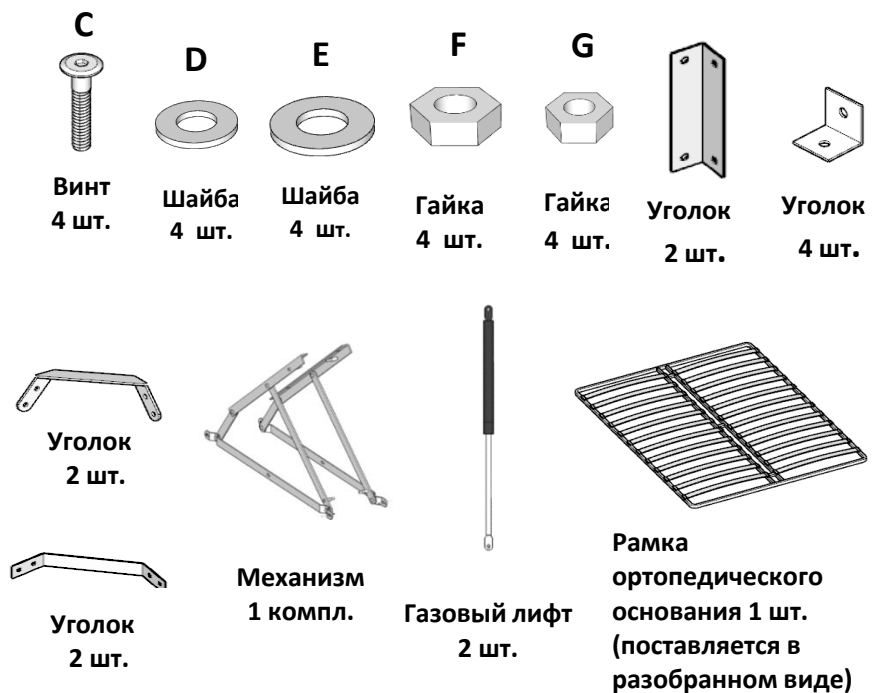 C
D
E
F
G
Винт
4 шт.
Шайба
4 шт.
Шайба
4 шт.
Гайка
4 шт.
Гайка
4 шт.
Уголок
2 шт.
Уголок
4 шт.
Уголок
2 шт.
Уголок
2 шт.
Механизм
1 компл.
Газовый лифт
2 шт.
Рамка
ортопедического
основания 1 шт.
(поставляется в
разобранном виде)